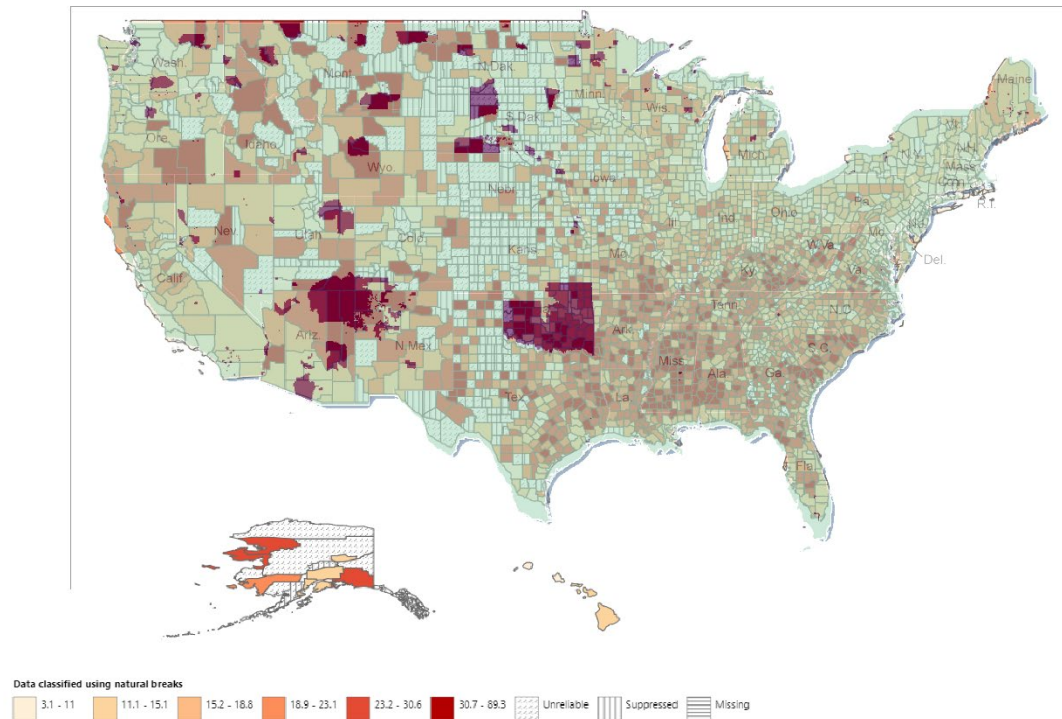 Wash.
Mont.
N.Dak.
Minn.
Maine
Ore.
Idaho
S.Dak.
Wis.
Mich.
N.Y.
Mass.
R.I.
Wyo.
Nebr.
Iowa
Ill.
Ind.
Ohio
Pa.
Nev.
Utah
Colo.
Kans.
Mo.
W.Va.
Del.
Calif.
Ky.
Va.
Ariz.
N.Mex.
Ark.
Tenn.
N.C.
Miss.
Ala.
Ga.
S.C.
Tex.
La.
Fla.
Data classified using natural breaks
3.1 - 11 11.1 - 15.1 15.2 - 18.8 18.9 - 23.1 23.2 - 30.6 30.7 - 89.3 Unreliable Suppressed Missing